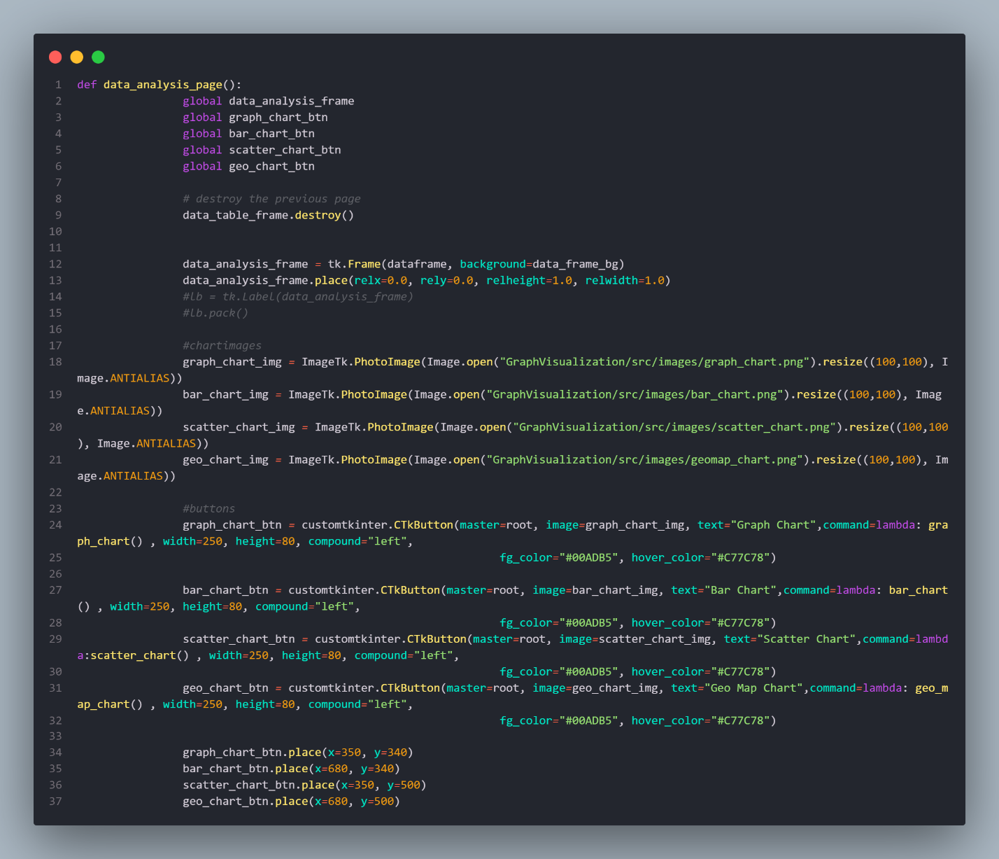 1 def data_analysis_page():
2 global data_analysis_frame
3 global graph_chart_btn
4 global bar_chart_btn
5 global scatter_chart_btn
6 global geo_chart_btn
7
8 # destroy the previous page
9 data_table_frame.destroy()
10
11
12 data_analysis_frame = tk.Frame(dataframe, background=data_frame_bg)
13 data_analysis_frame.place(relx=0.0, rely=0.0, relheight=1.0, relwidth=1.0)
14 #lb = tk.Label(data_analysis_frame)
15 #lb.pack()
16
17 #chartimages
18 graph_chart_img = ImageTk.PhotoImage(Image.open("GraphVisualization/src/images/graph_chart.png").resize((100,100), I
mage.ANTIALIAS))
19 bar_chart_img = ImageTk.PhotoImage(Image.open("GraphVisualization/src/images/bar_chart.png").resize((100,100), Imag
e.ANTIALIAS))
20 scatter_chart_img = ImageTk.PhotoImage(Image.open("GraphVisualization/src/images/scatter_chart.png").resize((100,100
), Image.ANTIALIAS))
21 geo_chart_img = ImageTk.PhotoImage(Image.open("GraphVisualization/src/images/geomap_chart.png").resize((100,100), Im
age.ANTIALIAS))
22
23 #buttons
24 graph_chart_btn = customtkinter.CTkButton(master=root, image=graph_chart_img, text="Graph Chart",command=lambda: gra
ph_chart() , width=250, height=80, compound="left",
25 fg_color="#00ADB5", hover_color="#C77C78")
26
27 bar_chart_btn = customtkinter.CTkButton(master=root, image=bar_chart_img, text="Bar Chart",command=lambda: bar_chart
() , width=250, height=80, compound="left",
28 fg_color="#00ADB5", hover_color="#C77C78")
29 scatter_chart_btn = customtkinter.CTkButton(master=root, image=scatter_chart_img, text="Scatter Chart",command=lambd
a:scatter_chart() , width=250, height=80, compound="left",
30 fg_color="#00ADB5", hover_color="#C77C78")
31 geo_chart_btn = customtkinter.CTkButton(master=root, image=geo_chart_img, text="Geo Map Chart",command=lambda: geo_m
ap_chart() , width=250, height=80, compound="left",
32 fg_color="#00ADB5", hover_color="#C77C78")
33
34 graph_chart_btn.place(x=350, y=340)
35 bar_chart_btn.place(x=680, y=340)
36 scatter_chart_btn.place(x=350, y=500)
37 geo_chart_btn.place(x=680, y=500)